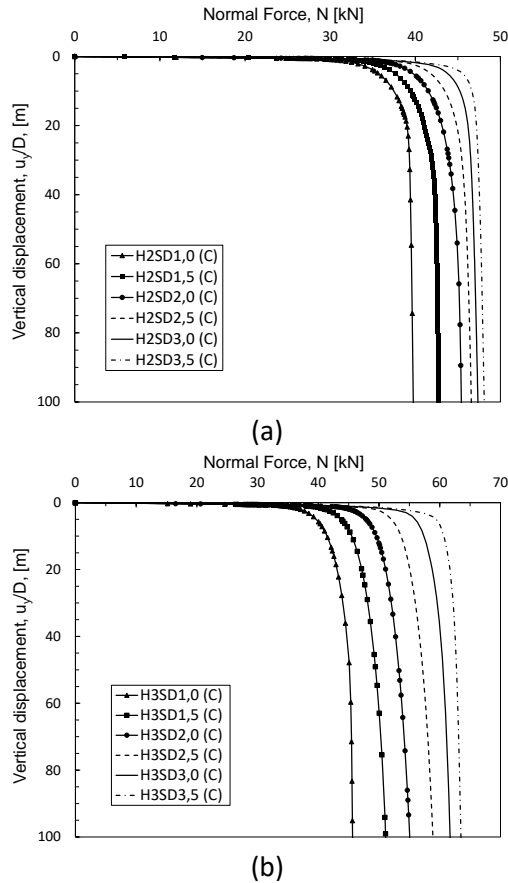 Normal Force, N [kN]
0 10 20 30 40 50
0
20
40
60
80
100
Vertical displacement, uy/D, [m]
H2SD1,0 (C)
H2SD1,5 (C)
H2SD2,0 (C)
H2SD2,5 (C)
H2SD3,0 (C)
H2SD3,5 (C)
(a)
Normal Force, N [kN]
0 10 20 30 40 50 60 70
0
20
40
60
80
100
Vertical displacement, uy/D, [m]
H3SD1,0 (C)
H3SD1,5 (C)
H3SD2,0 (C)
H3SD2,5 (C)
H3SD3,0 (C)
H3SD3,5 (C)
(b)